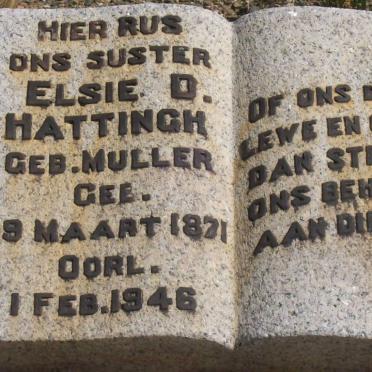 HIER RUS
ONS SUSTER
ELSIE. D.
HATTINGH
GEB. MULLER
GEE.
9 MAART 1871
OORL.
1 FEB. 1946
OF ONS
LEWE EN
DAN
ONS
AAN